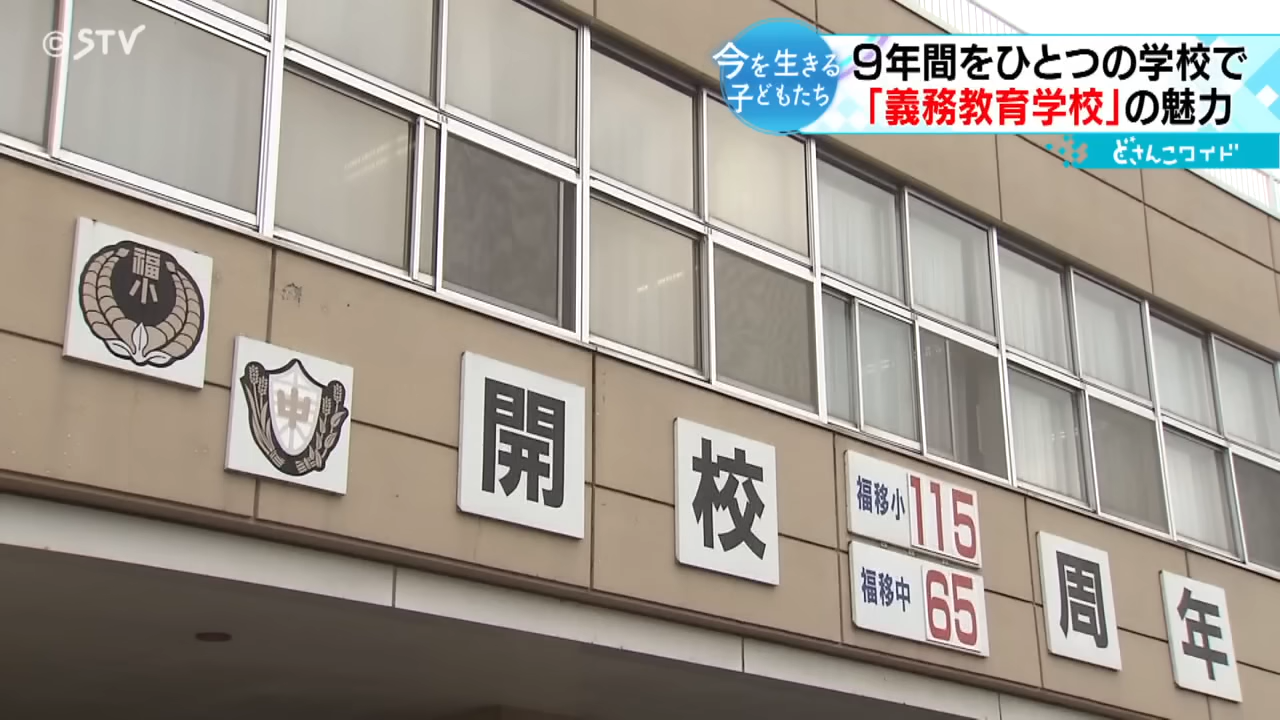 © STV
今を生きる
子どもたち
9年間をひとつの学校で
「義務教育学校」の魅力
どさんこワイド
福小
中
開校
福移小 115
福移中 65
周年